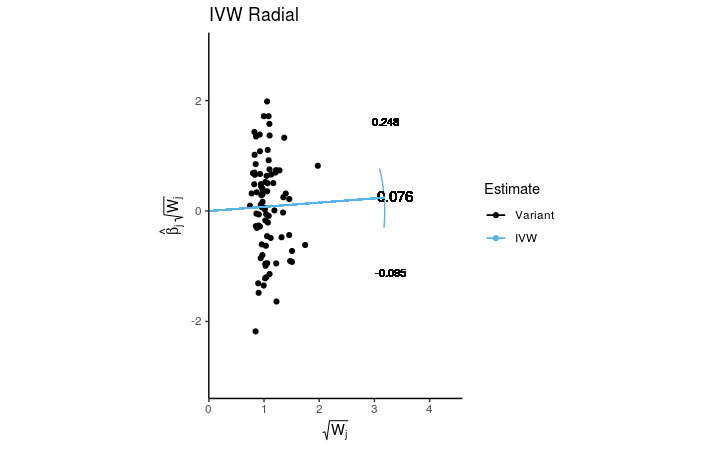 IVW Radial
2
0
-2
β̂ⱼ√Wⱼ
0.248
0.076
-0.095
0 1 2 3 4
√Wⱼ
Estimate
Variant
IVW